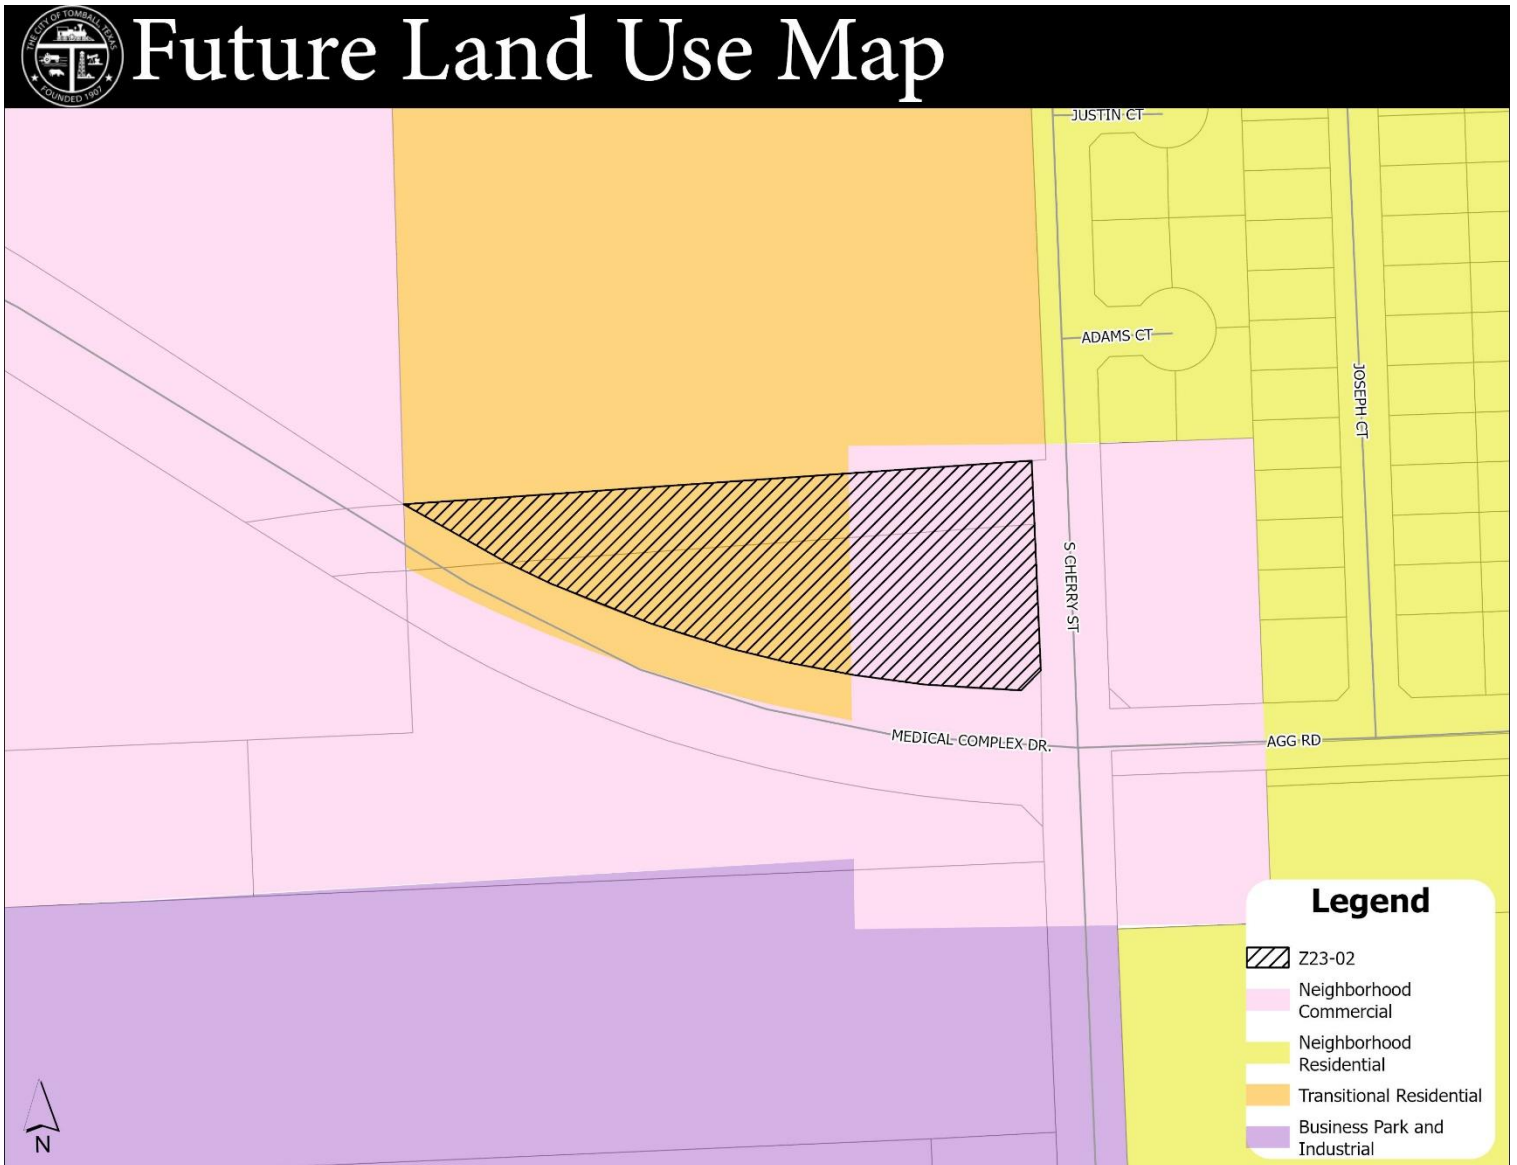 THE CITY OF TOMBALL, TEXAS
FOUNDED 1907
Future Land Use Map
JUSTIN CT
ADAMS CT
JOSEPH CT
S CHERRY ST
MEDICAL COMPLEX DR.
AGG RD
Legend
Z23-02
Neighborhood
Commercial
Neighborhood
Residential
Transitional Residential
Business Park and
Industrial
N